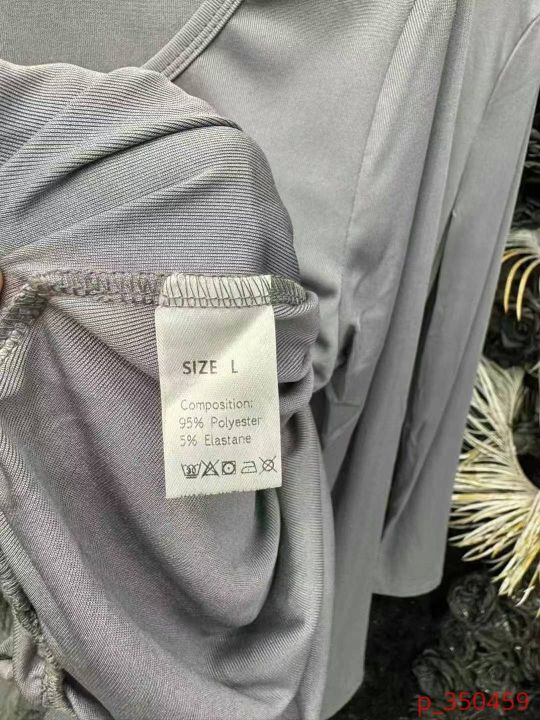 SIZE L
Composition:
95% Polyester
5% Elastane
p_350459